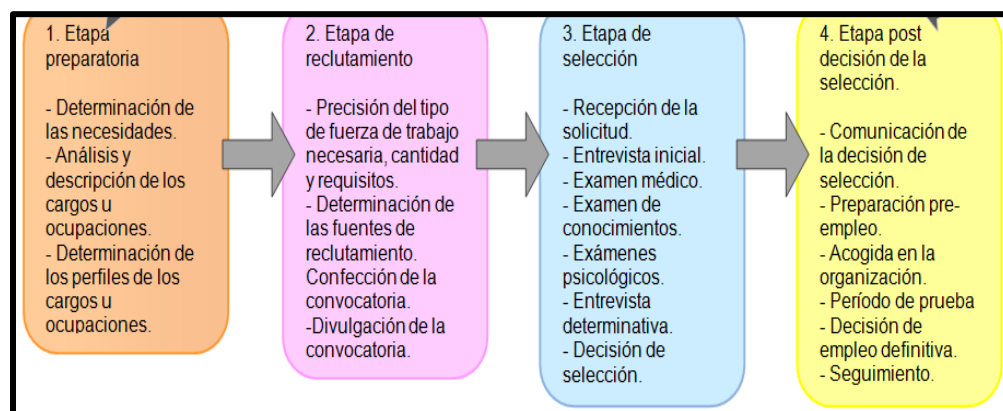 1. Etapa
preparatoria
- Determinación de
las necesidades.
- Análisis y
descripción de los
cargos u
ocupaciones.
- Determinación de
los perfiles de los
cargos u
ocupaciones.
2. Etapa de
reclutamiento
- Precisión del tipo
de fuerza de trabajo
necesaria, cantidad
y requisitos.
- Determinación de
las fuentes de
reclutamiento.
Confección de la
convocatoria.
-Divulgación de la
convocatoria.
3. Etapa de
selección
- Recepción de la
solicitud.
- Entrevista inicial.
- Examen médico.
- Examen de
conocimientos.
- Exámenes
psicológicos.
- Entrevista
determinativa.
- Decisión de
selección.
4. Etapa post
decisión de la
selección.
- Comunicación de
la decisión de
selección.
- Preparación pre-
empleo.
- Acogida en la
organización.
- Período de prueba
- Decisión de
empleo definitiva.
- Seguimiento.